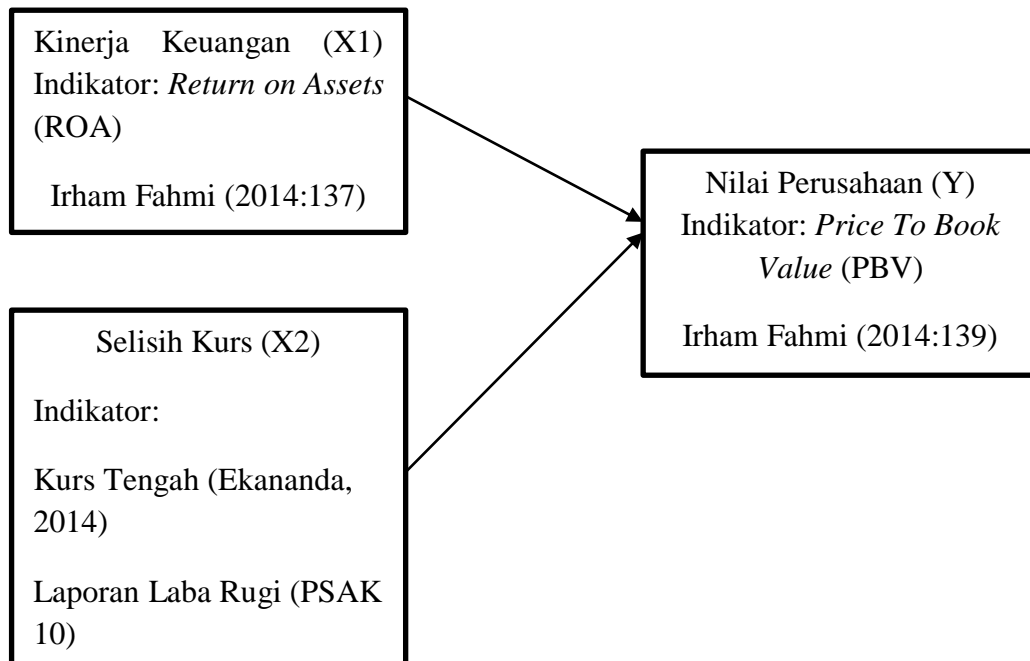 Kinerja Keuangan (X1)
Indikator: Return on Assets
(ROA)
Irham Fahmi (2014:137)
Nilai Perusahaan (Y)
Indikator: Price To Book
Value (PBV)
Irham Fahmi (2014:139)
Selisih Kurs (X2)
Indikator:
Kurs Tengah (Ekananda,
2014)
Laporan Laba Rugi (PSAK
10)